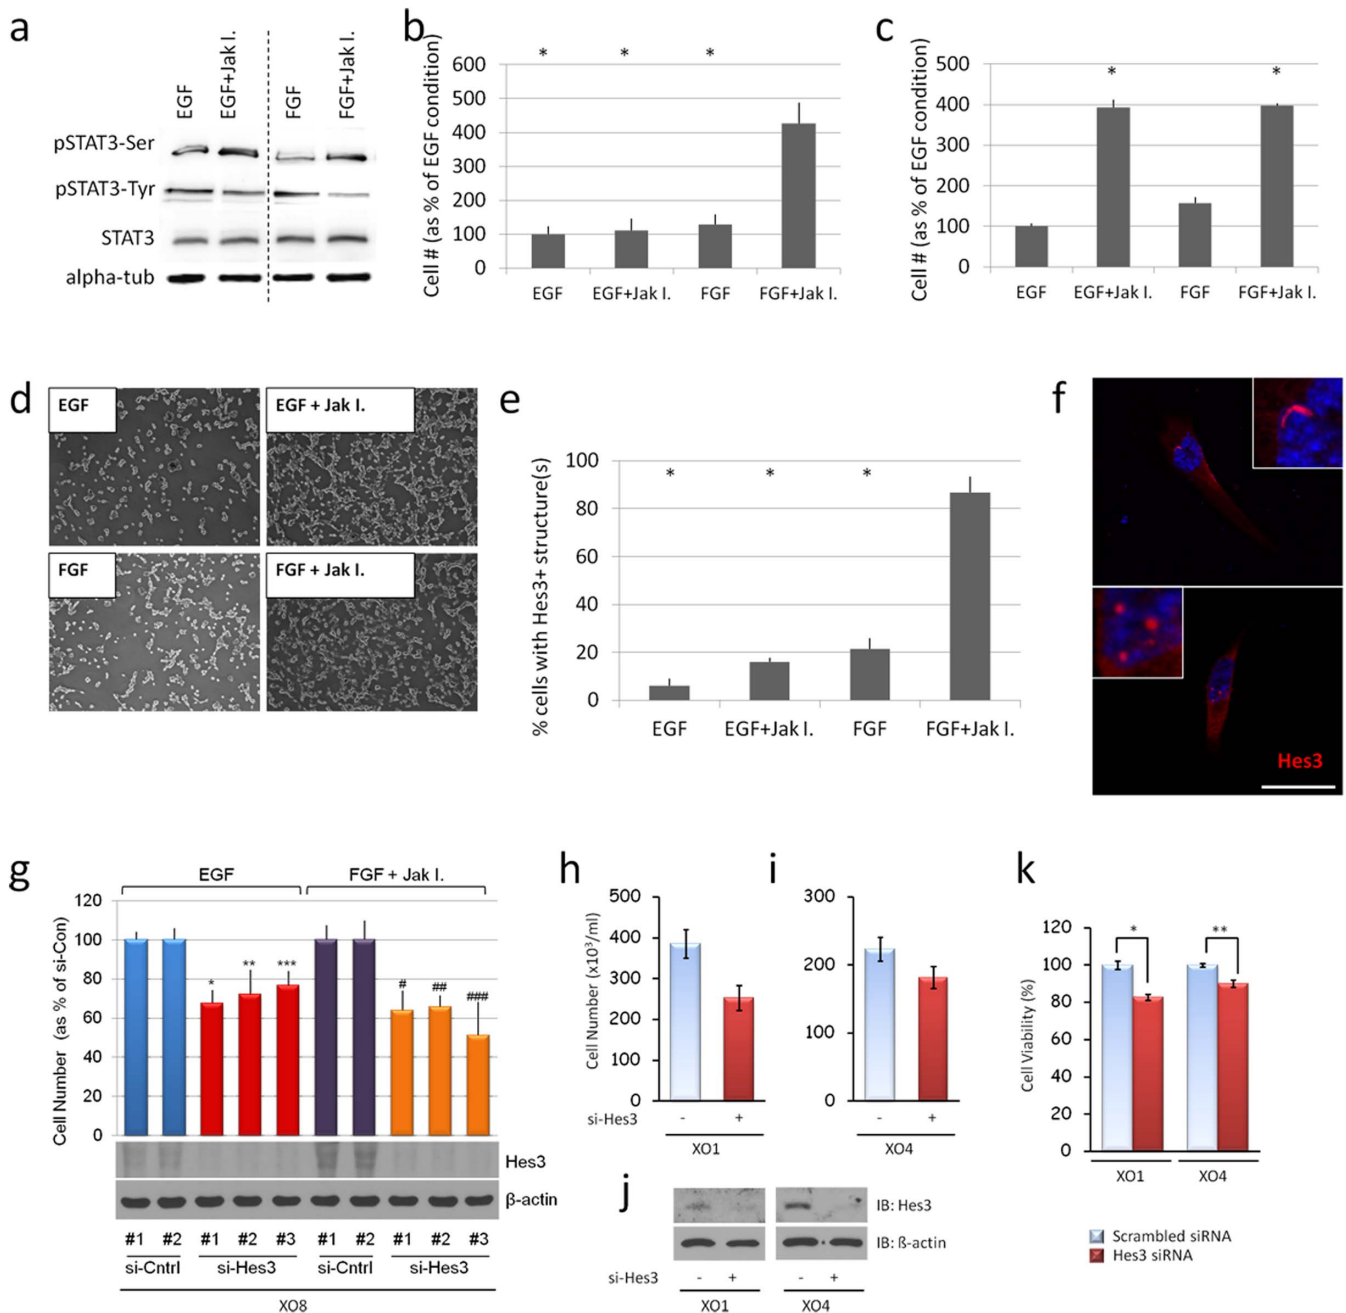 a
EGF
EGF+Jak I.
FGF
FGF+Jak I.
pSTAT3-Ser
pSTAT3-Tyr
STAT3
alpha-tub
b
Cell # (as % of EGF condition)
* * *
600
500
400
300
200
100
0
EGF EGF+Jak I. FGF FGF+Jak I.
c
Cell # (as % of EGF condition)
* *
500
400
300
200
100
0
EGF EGF+Jak I. FGF FGF+Jak I.
d
EGF
EGF + Jak I.
FGF
FGF + Jak I.
e
% cells with Hes3+ structure(s)
* * *
100
80
60
40
20
0
EGF EGF+Jak I. FGF FGF+Jak I.
f
Hes3
g
EGF FGF + Jak I.
Cell Number (as % of si-Con)
120
100
80
60
40
20
0
* ** *** # ## ###
Hes3
ß-actin
#1 #2 #1 #2 #3 #1 #2 #1 #2 #3
si-Cntrl si-Hes3 si-Cntrl si-Hes3
XO8
h
Cell Number (x10³/ml)
500
400
300
200
100
0
si-Hes3 - +
XO1
i
300
200
100
0
- +
XO4
j
IB: Hes3
IB: ß-actin
si-Hes3 - + - +
XO1 XO4
k
Cell Viability (%)
120
100
80
60
40
20
0
* **
XO1 XO4
Scrambled siRNA
Hes3 siRNA